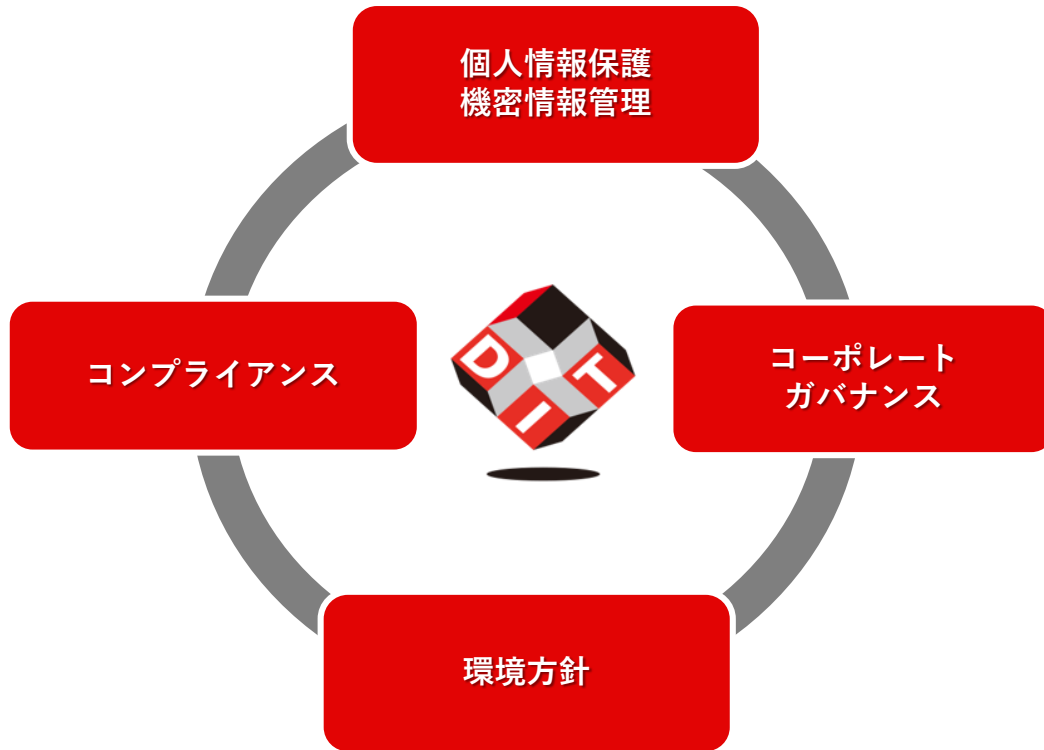 個人情報保護
機密情報管理
コンプライアンス
DIT
コーポレート
ガバナンス
環境方針